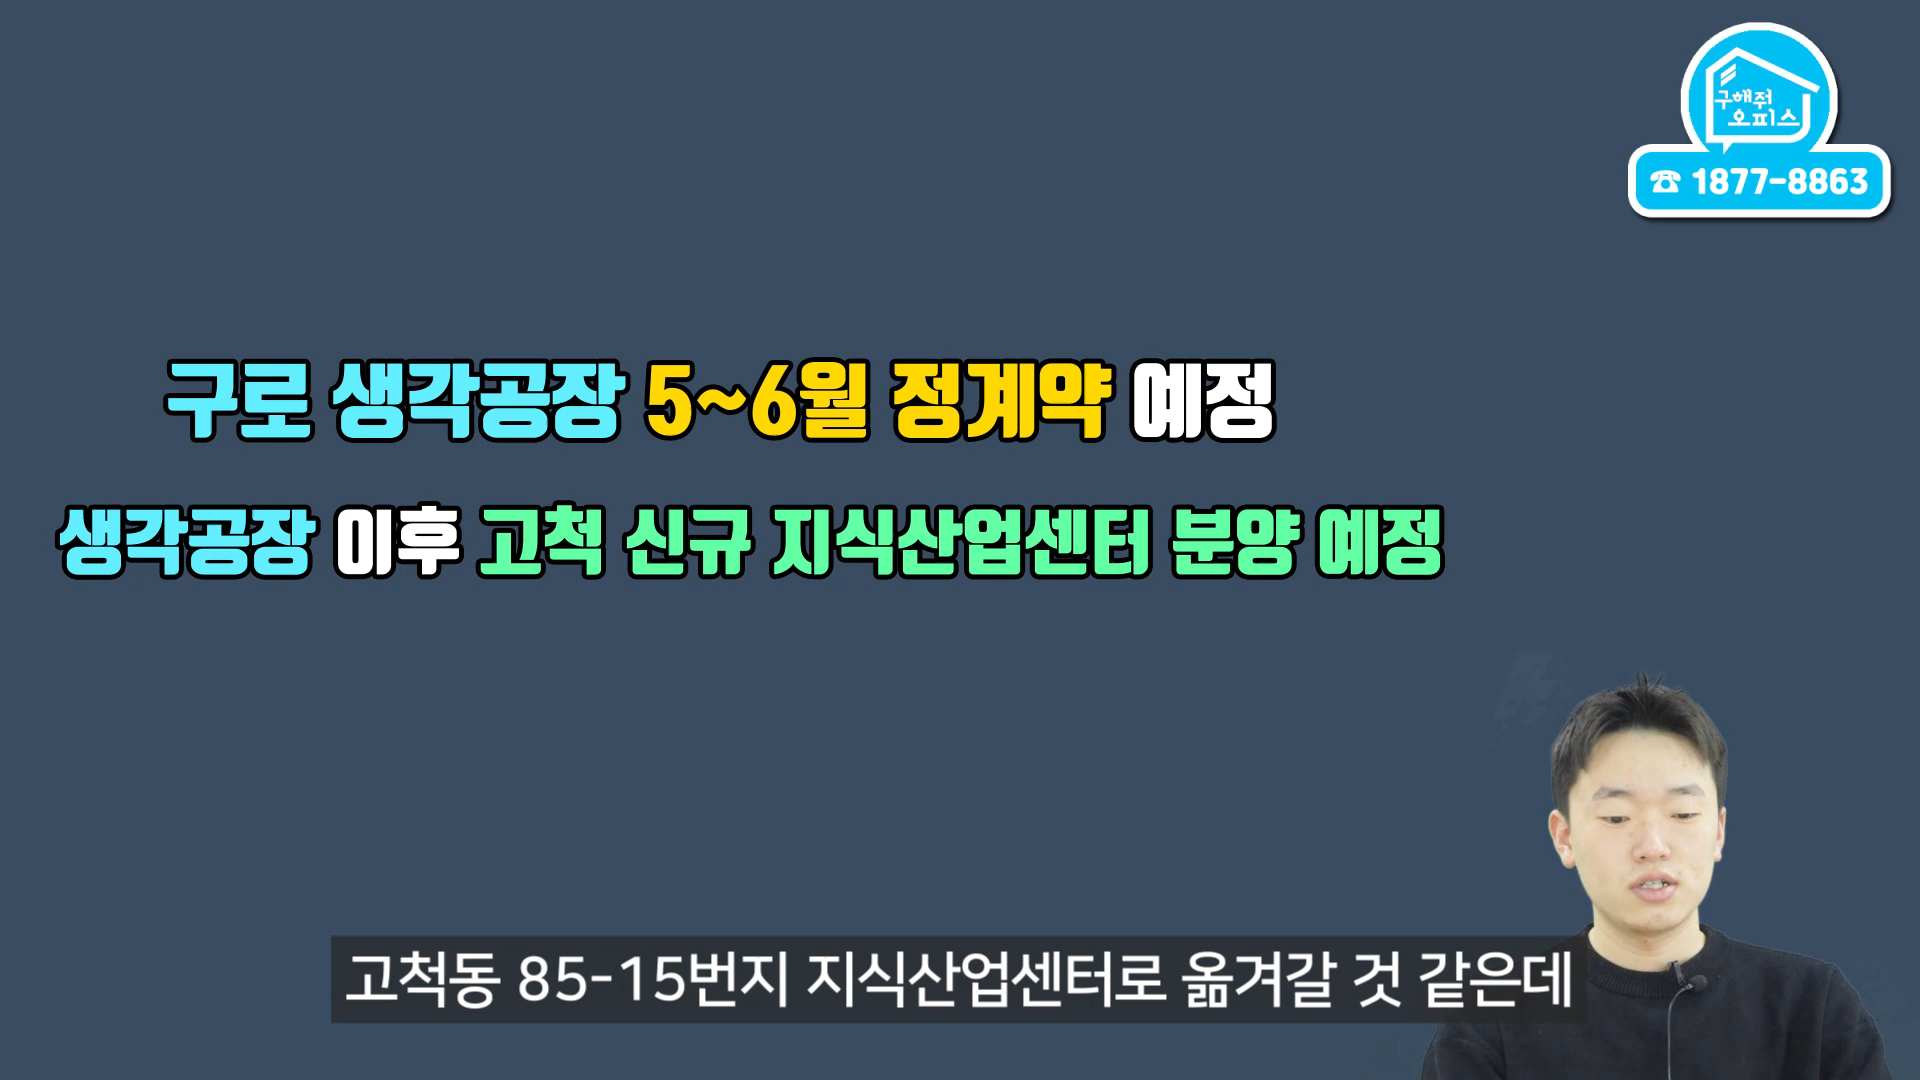 구해줘
오피스
☎ 1877-8863
구로 생각공장 5~6월 정계약 예정
생각공장 이후 고척 신규 지식산업센터 분양 예정
고척동 85-15번지 지식산업센터로 옮겨갈 것 같은데